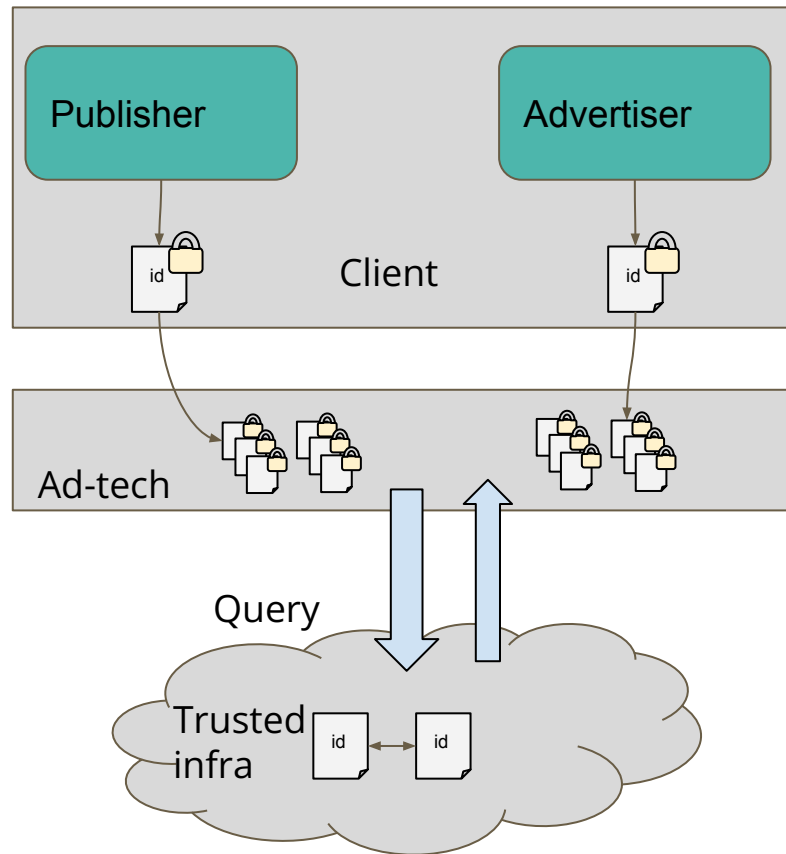 Publisher
Advertiser
id
id
Client
Ad-tech
Query
Trusted
infra
id
id